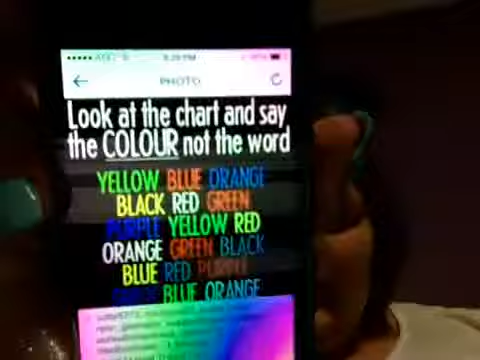 PHOTO
Look at the chart and say
the COLOUR not the word
YELLOW BLUE ORANGE
BLACK RED GREEN
PURPLE YELLOW RED
ORANGE GREEN BLACK
BLUE RED PURPLE
BLUE ORANGE